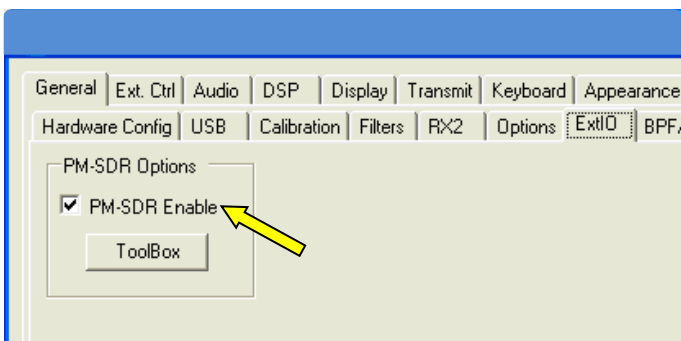 General Ext. Ctrl Audio DSP Display Transmit Keyboard Appearance
Hardware Config USB Calibration Filters RX2 Options ExtIO BPF
PM-SDR Options
PM-SDR Enable
ToolBox